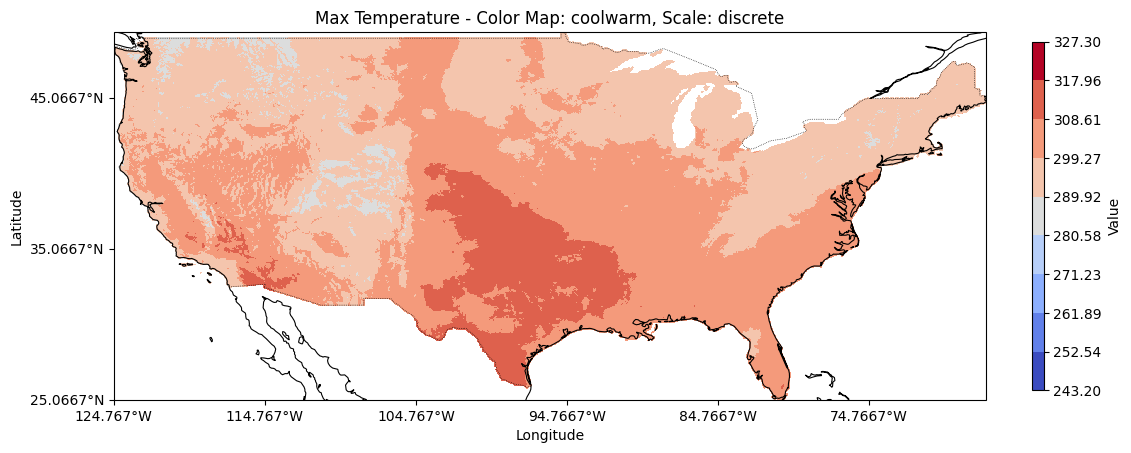 Max Temperature - Color Map: coolwarm, Scale: discrete
Latitude
45.0667°N
35.0667°N
25.0667°N
124.767°W
114.767°W
104.767°W
94.7667°W
84.7667°W
74.7667°W
Longitude
327.30
317.96
308.61
299.27
289.92
280.58
271.23
261.89
252.54
243.20
Value